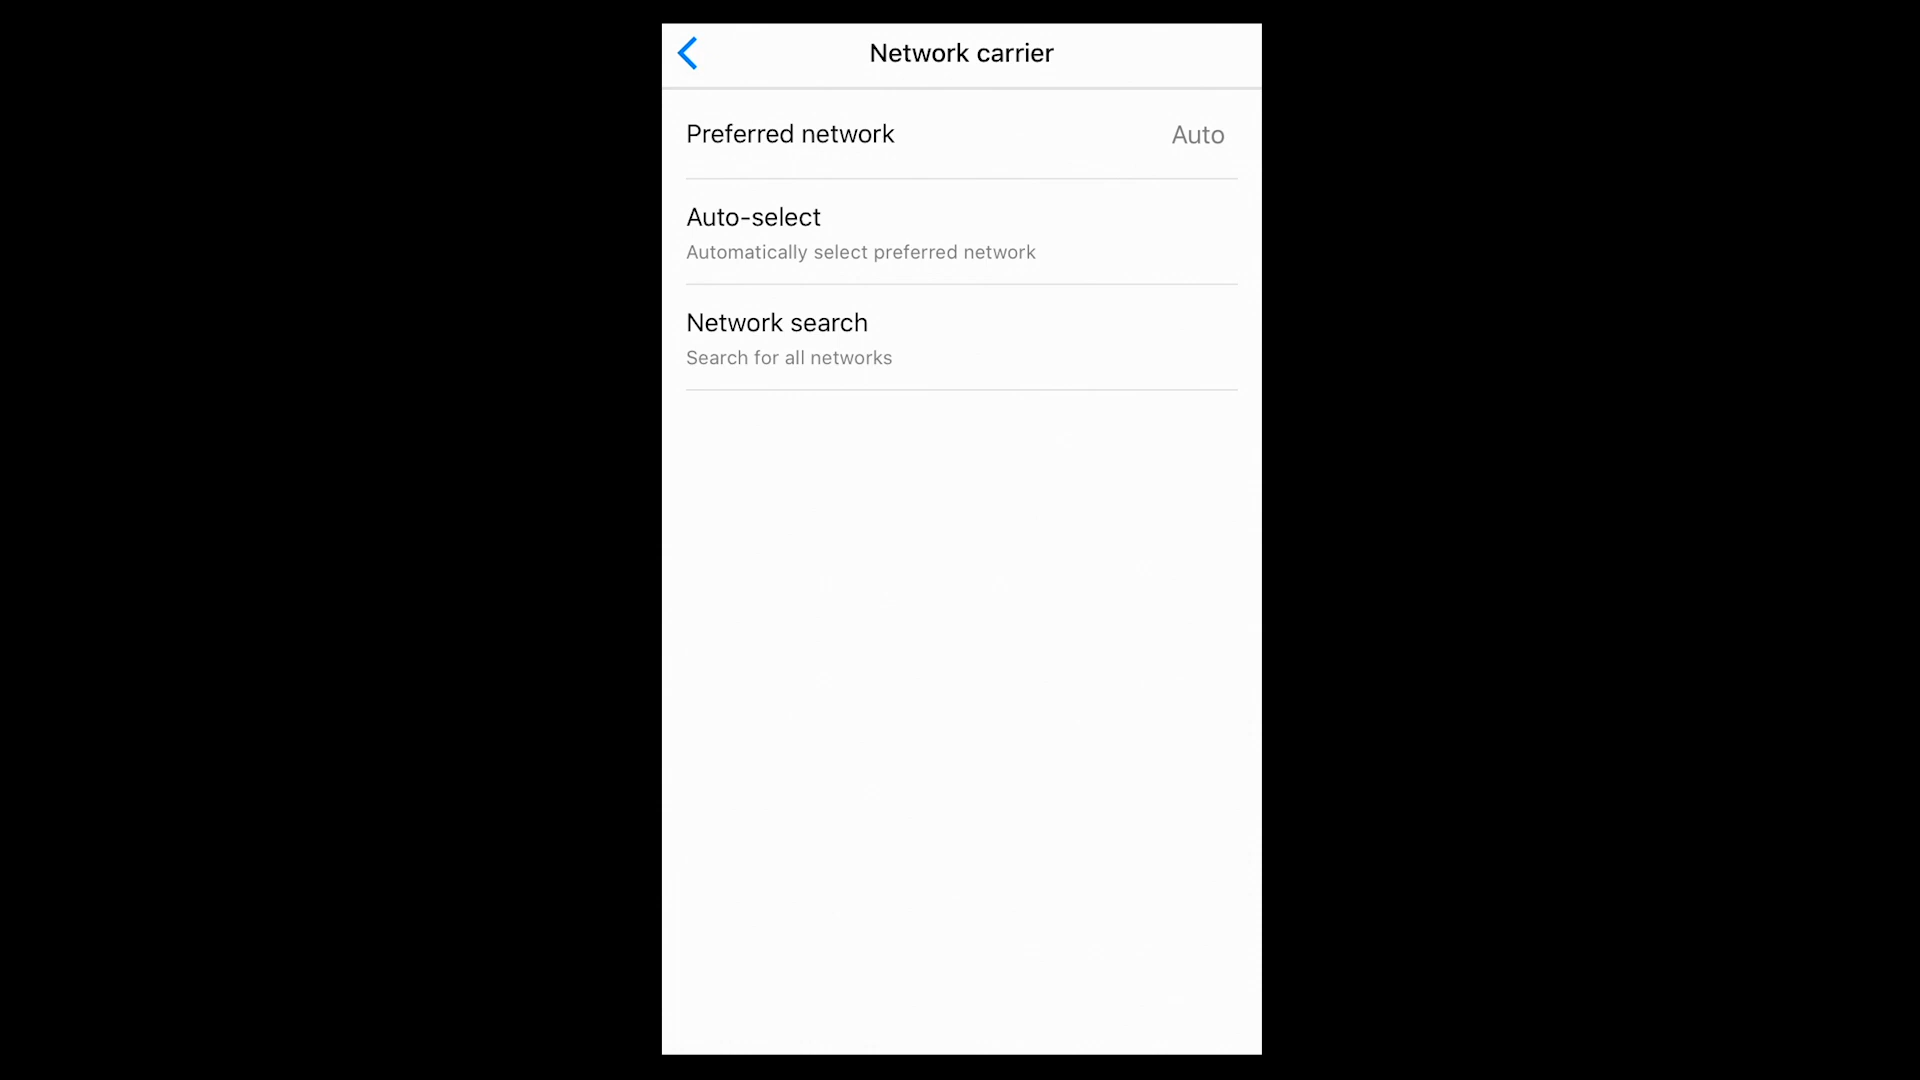 Network carrier
Preferred network Auto
Auto-select
Automatically select preferred network
Network search
Search for all networks